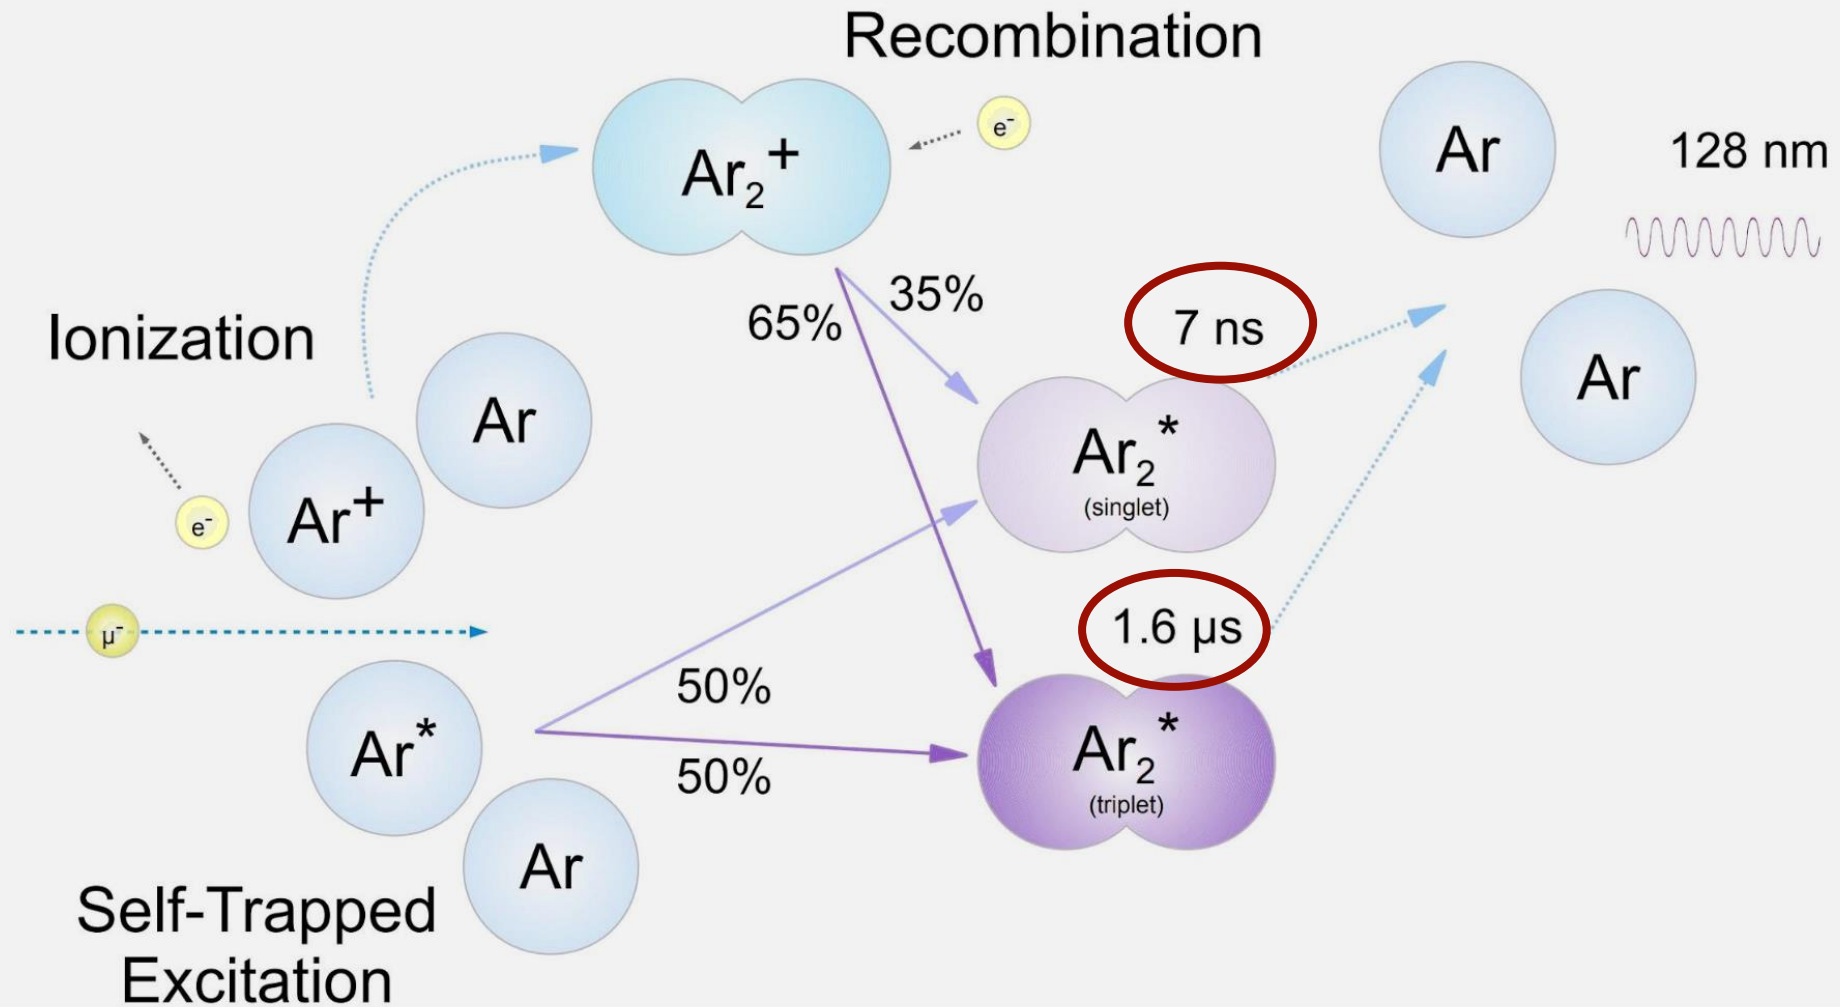 Recombination
Ar₂⁺
e⁻
Ar
128 nm
35%
65%
7 ns
Ionization
Ar
Ar⁺
e⁻
Ar
Ar₂*
(singlet)
μ⁻
1.6 μs
50%
50%
Ar*
Ar
Ar₂*
(triplet)
Self-Trapped
Excitation